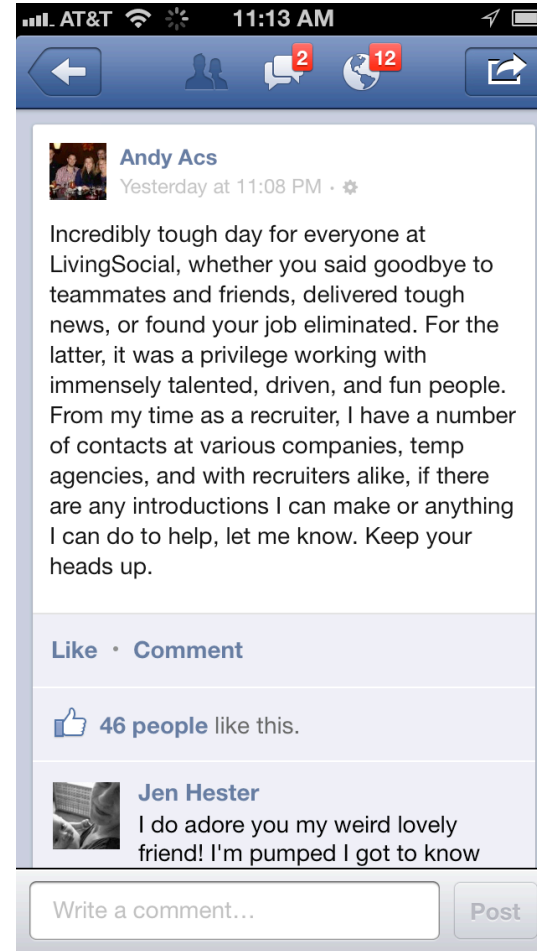 AT&T 11:13 AM
2 12
Andy Acs
Yesterday at 11:08 PM ·
Incredibly tough day for everyone at
LivingSocial, whether you said goodbye to
teammates and friends, delivered tough
news, or found your job eliminated. For the
latter, it was a privilege working with
immensely talented, driven, and fun people.
From my time as a recruiter, I have a number
of contacts at various companies, temp
agencies, and with recruiters alike, if there
are any introductions I can make or anything
I can do to help, let me know. Keep your
heads up.
Like · Comment
46 people like this.
Jen Hester
I do adore you my weird lovely
friend! I'm pumped I got to know
Write a comment... Post